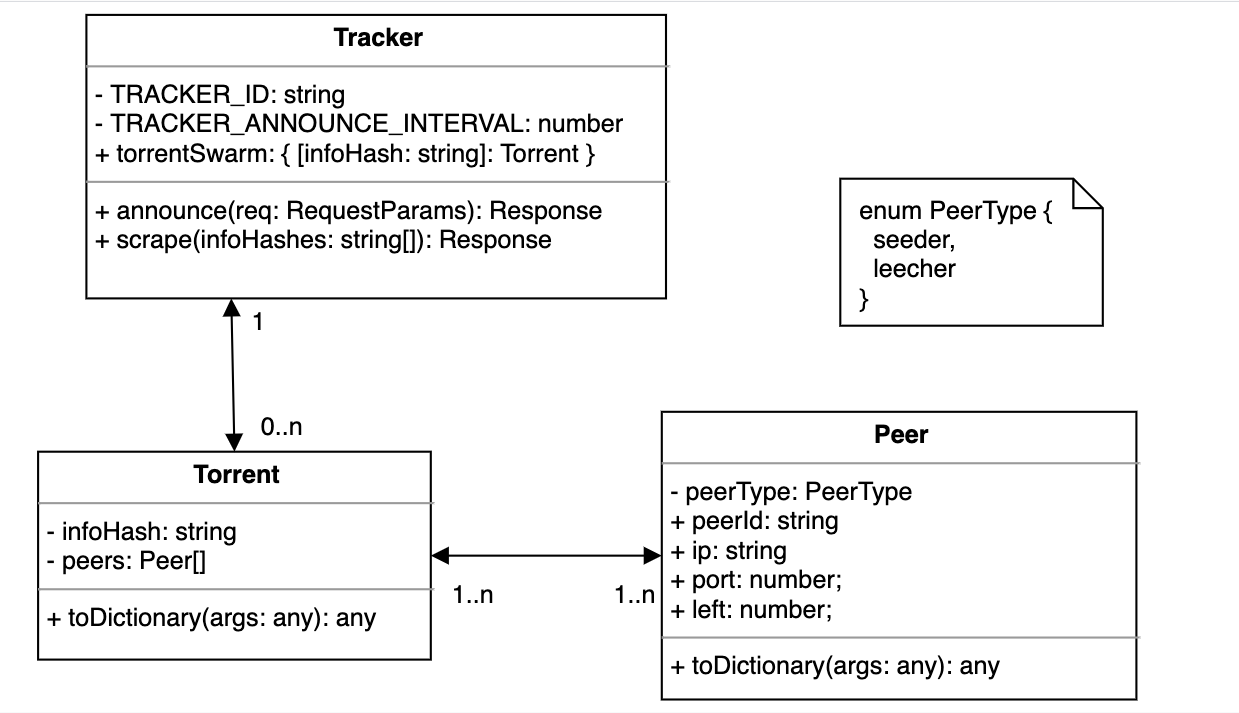 Tracker
- TRACKER_ID: string
- TRACKER_ANNOUNCE_INTERVAL: number
+ torrentSwarm: { [infoHash: string]: Torrent }
+ announce(req: RequestParams): Response
+ scrape(infoHashes: string[]): Response
enum PeerType {
seeder,
leecher
}
1
0..n
Torrent
- infoHash: string
- peers: Peer[]
+ toDictionary(args: any): any
1..n
1..n
Peer
- peerType: PeerType
+ peerId: string
+ ip: string
+ port: number;
+ left: number;
+ toDictionary(args: any): any